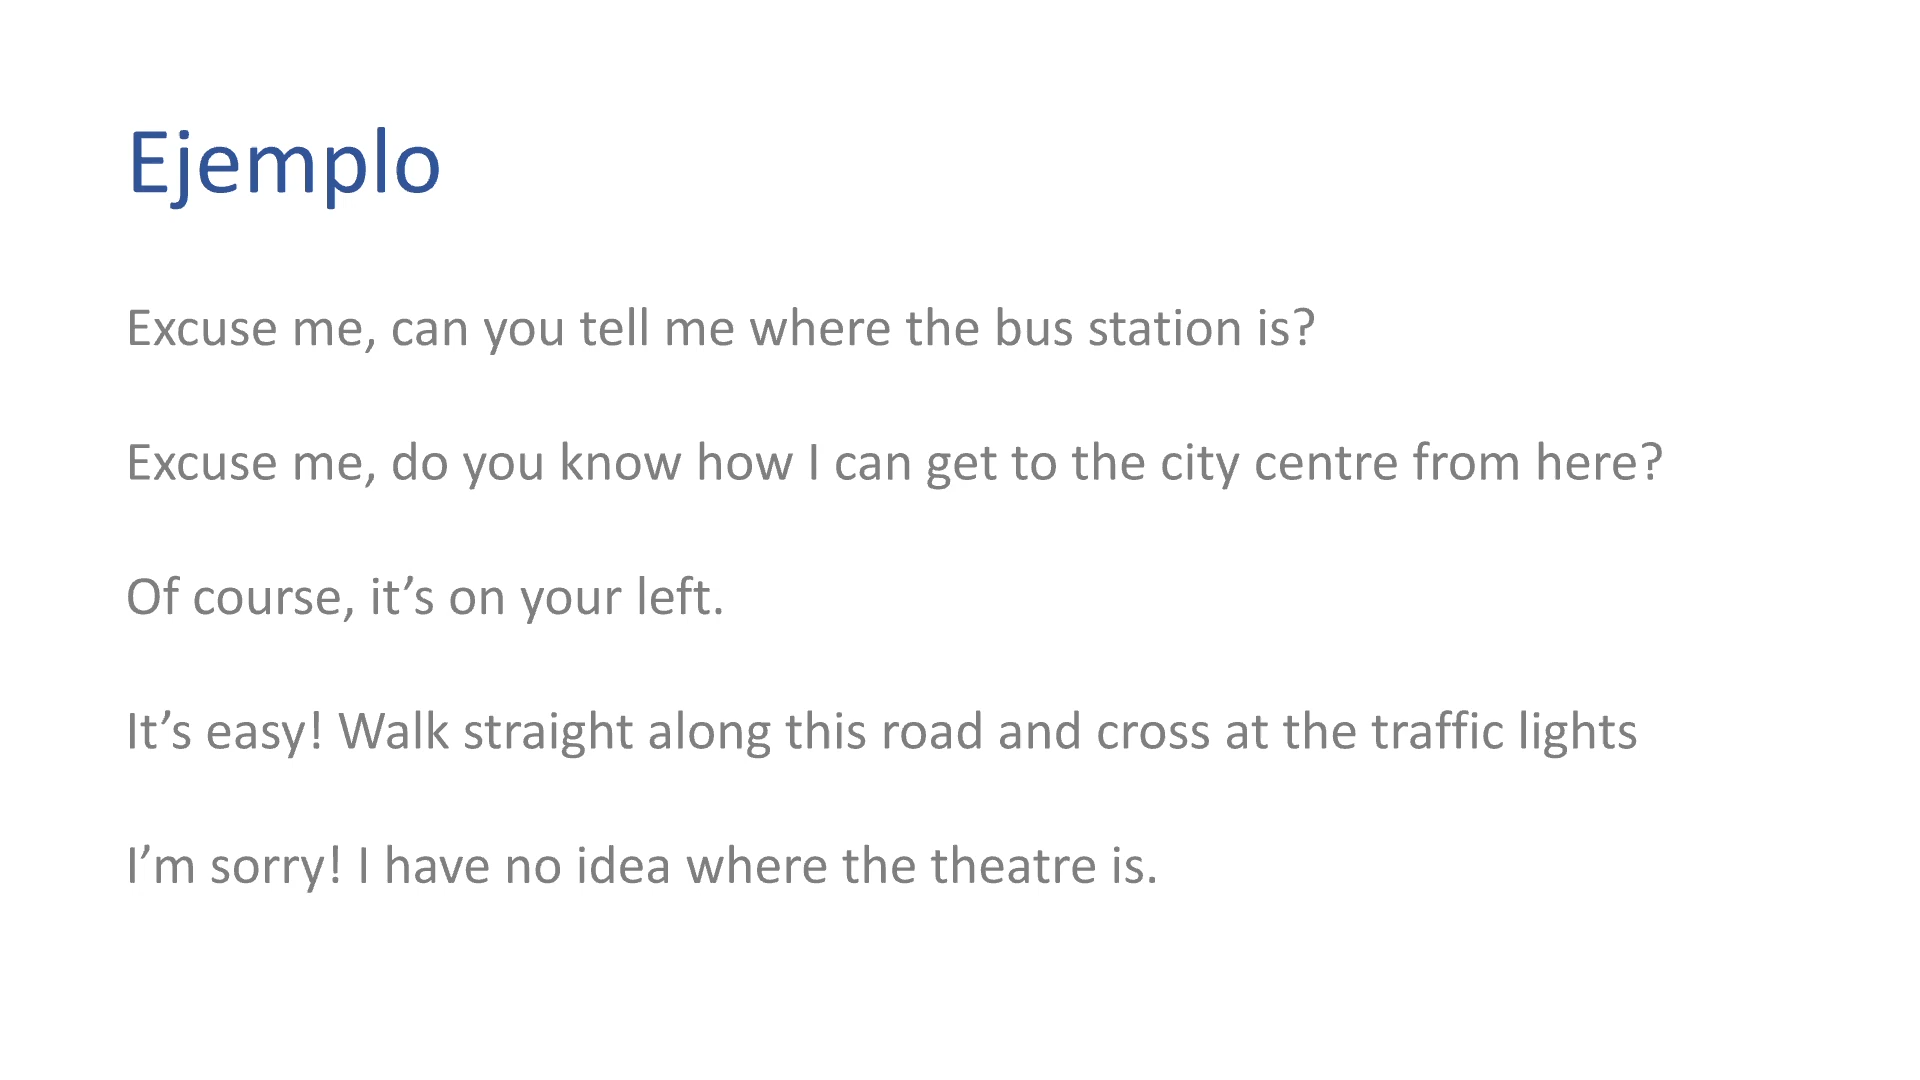 Ejemplo
Excuse me, can you tell me where the bus station is?
Excuse me, do you know how I can get to the city centre from here?
Of course, it’s on your left.
It’s easy! Walk straight along this road and cross at the traffic lights
I’m sorry! I have no idea where the theatre is.